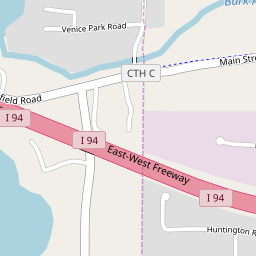 Venice Park Road
CTH C
Main Stre
field Road
I 94
I 94
East-West Freeway
I 94
Huntington R